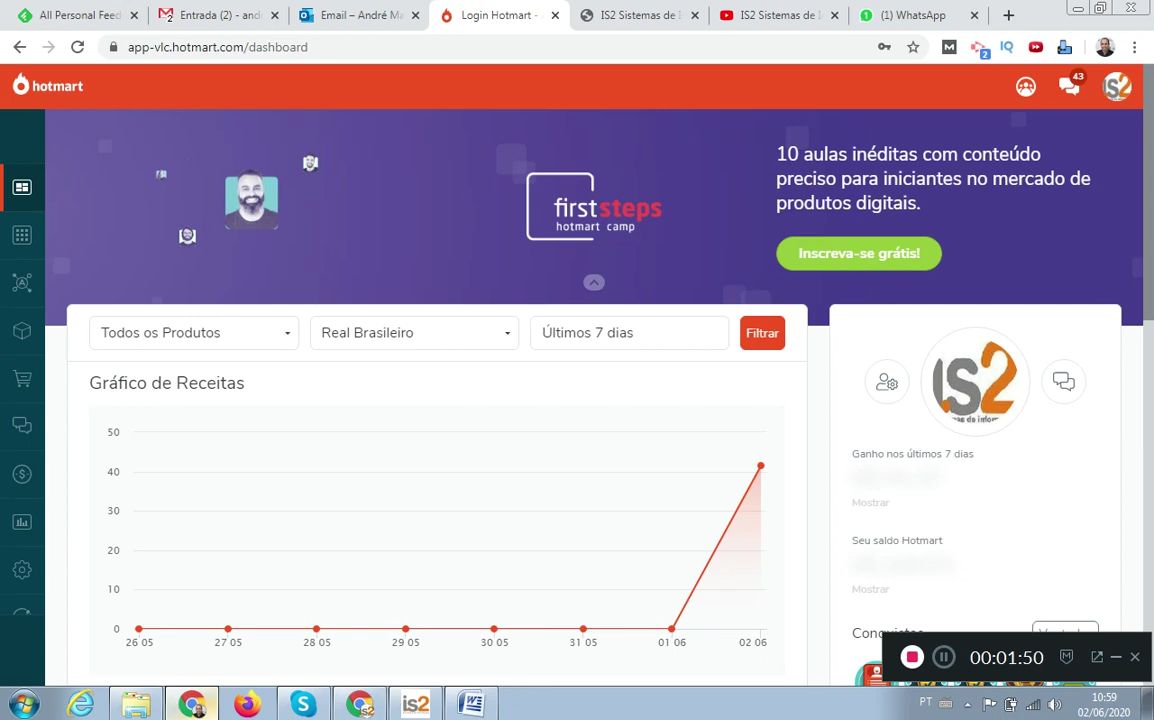 All Personal Feed
Entrada (2) - and
Email – André M
Login Hotmart -
IS2 Sistemas de
IS2 Sistemas de
(1) WhatsApp
app-vlc.hotmart.com/dashboard
M
2
IQ
hotmart
43
IS2
10 aulas inéditas com conteúdo
preciso para iniciantes no mercado de
produtos digitais.
firststeps
hotmart camp
Inscreva-se grátis!
Todos os Produtos
Real Brasileiro
Últimos 7 dias
Filtrar
Gráfico de Receitas
50
40
30
20
10
0
26 05
27 05
28 05
29 05
30 05
31 05
01 06
02 06
IS2
Ganho nos últimos 7 dias
Mostrar
Seu saldo Hotmart
Mostrar
00:01:50
is2
PT
10:59
02/06/2020